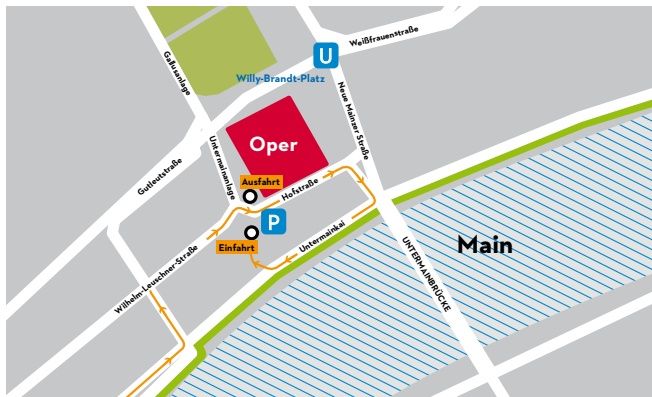 Weißfrauenstraße
U
Gallusanlage
Willy-Brandt-Platz
Neue Mainzer Straße
Oper
Untermainanlage
Gutleutstraße
Ausfahrt
Hofstraße
P
Einfahrt
Untermainkai
Main
Wilhelm-Leuschner-Straße
UNTERMAINBRÜCKE